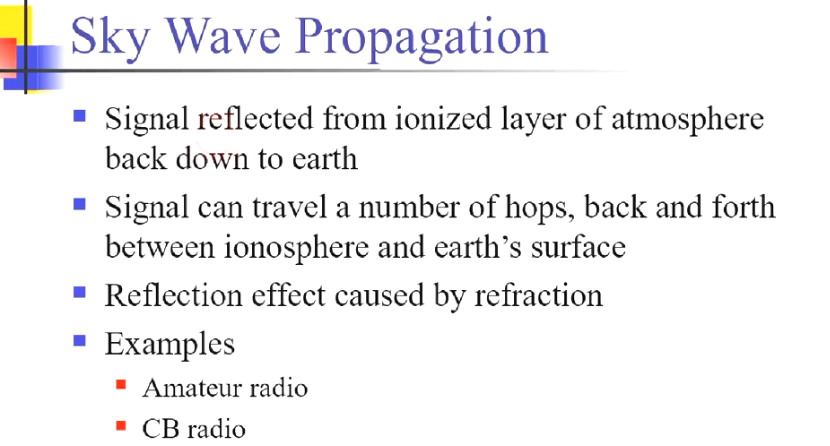 Sky Wave Propagation
Signal reflected from ionized layer of atmosphere
back down to earth
Signal can travel a number of hops, back and forth
between ionosphere and earth's surface
Reflection effect caused by refraction
Examples
Amateur radio
CB radio